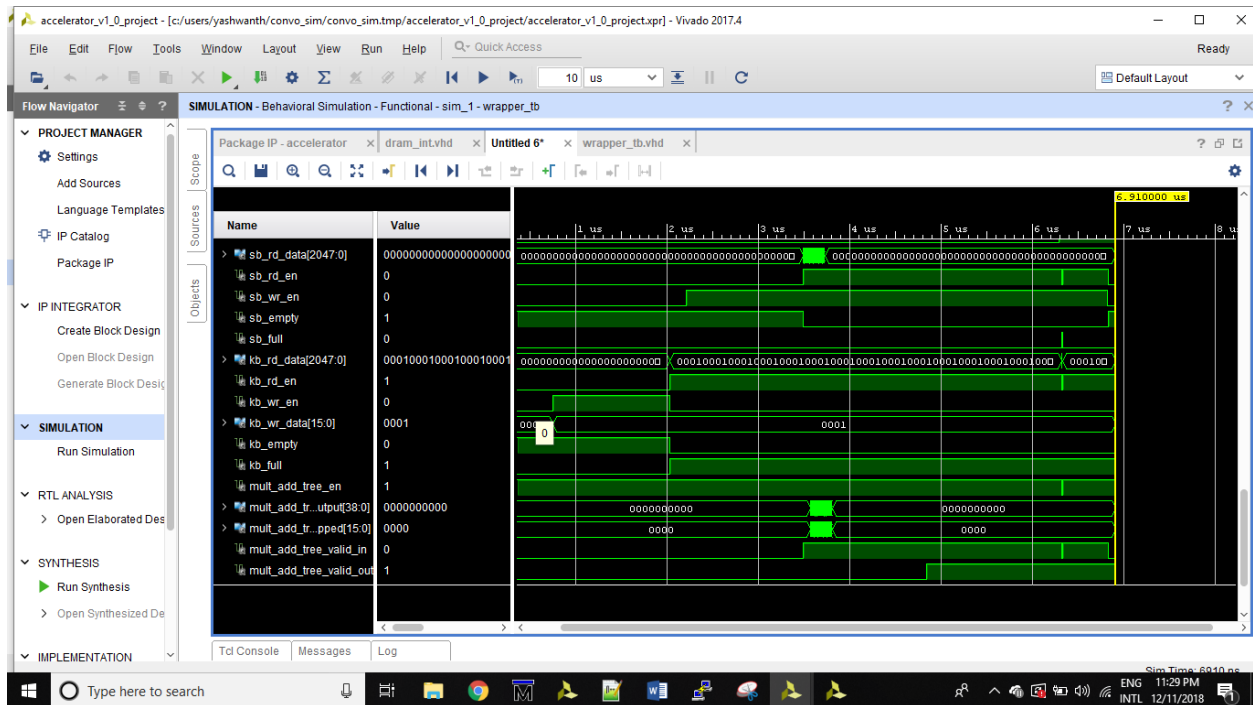 accelerator_v1_0_project - [c:/users/yashwanth/convo_sim/convo_sim.tmp/accelerator_v1_0_project/accelerator_v1_0_project.xpr] - Vivado 2017.4
File Edit Flow Tools Window Layout View Run Help Quick Access Ready
10 us Default Layout
Flow Navigator SIMULATION - Behavioral Simulation - Functional - sim_1 - wrapper_tb
PROJECT MANAGER
Settings
Add Sources
Language Templates
IP Catalog
Package IP
IP INTEGRATOR
Create Block Design
Open Block Design
Generate Block Desig
SIMULATION
Run Simulation
RTL ANALYSIS
Open Elaborated Des
SYNTHESIS
Run Synthesis
Open Synthesized De
IMPLEMENTATION
Scope
Sources
Objects
Package IP - accelerator dram_int.vhd Untitled 6* wrapper_tb.vhd
6.910000 us
Name Value 1 us 2 us 3 us 4 us 5 us 6 us 7 us 8 u
sb_rd_data[2047:0]
sb_rd_en 0
sb_wr_en 0
sb_empty 1
sb_full 0
kb_rd_data[2047:0]
kb_rd_en 1
kb_wr_en 0
kb_wr_data[15:0] 0001 0001
0
kb_empty 0
kb_full 1
mult_add_tree_en 1
mult_add_tr...utput[38:0] 0000000000 0000000000 0000000000
mult_add_tr...pped[15:0] 0000 0000 0000
mult_add_tree_valid_in 0
mult_add_tree_valid_out 1
Tcl Console Messages Log
Sim Time: 6910 ns
Type here to search
ENG 11:29 PM
INTL 12/11/2018